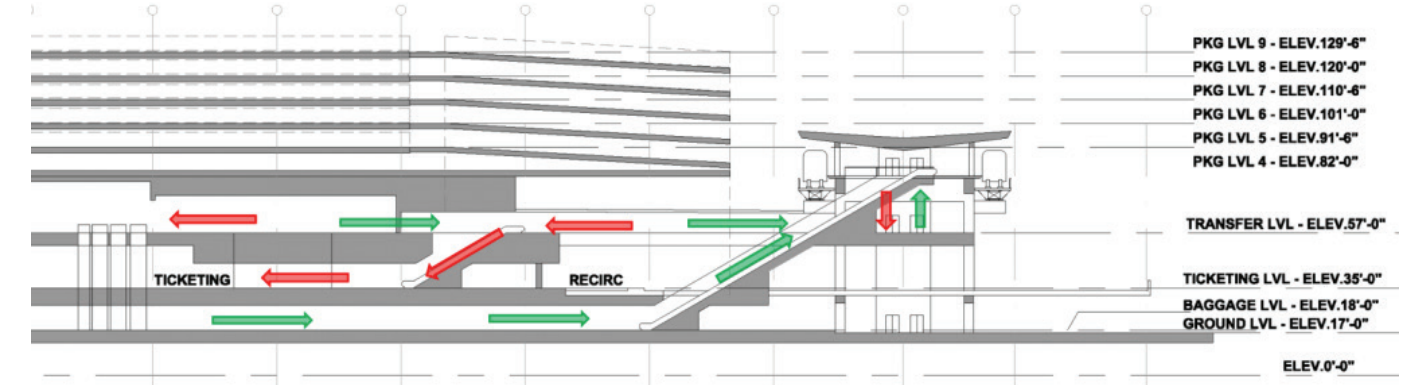 PKG LVL 9 - ELEV.129'-6"
PKG LVL 8 - ELEV.120'-0"
PKG LVL 7 - ELEV.110'-6"
PKG LVL 6 - ELEV.101'-0"
PKG LVL 5 - ELEV.91'-6"
PKG LVL 4 - ELEV.82'-0"
TRANSFER LVL - ELEV.57'-0"
TICKETING
RECIRC
TICKETING LVL - ELEV.35'-0"
BAGGAGE LVL - ELEV.18'-0"
GROUND LVL - ELEV.17'-0"
ELEV.0'-0"